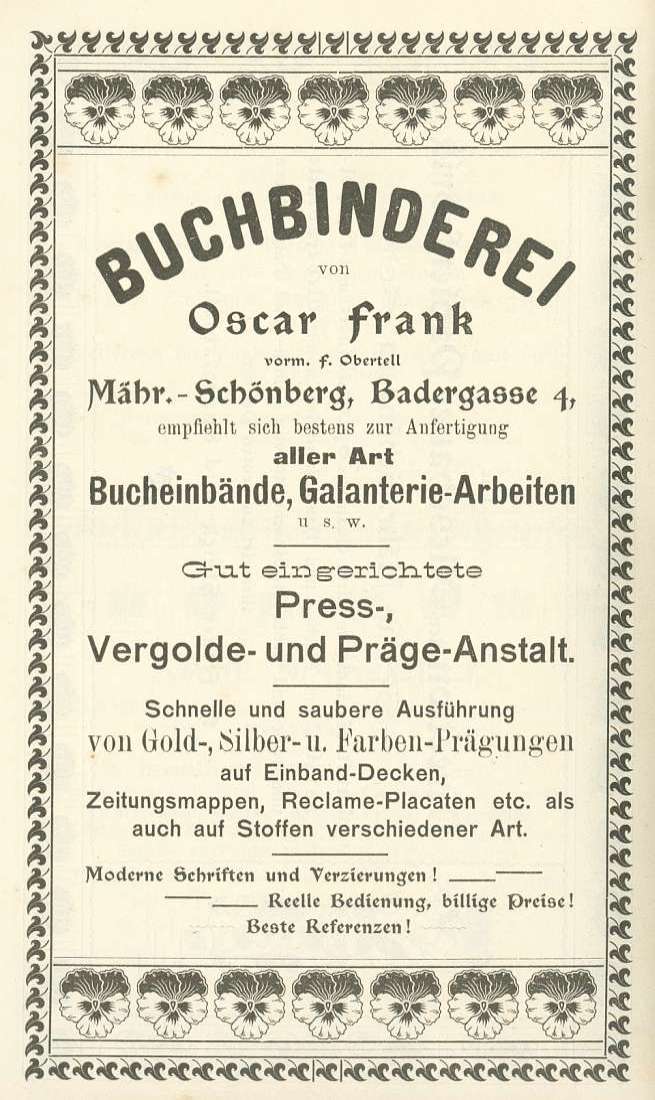 BUCHBINDEREI
von
Oscar Frank
vorm. F. Obertell
Mähr.-Schönberg, Badergasse 4,
empfiehlt sich bestens zur Anfertigung
aller Art
Bucheinbände, Galanterie-Arbeiten
u s. w.
Gut eingerichtete
Press-,
Vergolde- und Präge-Anstalt.
Schnelle und saubere Ausführung
von Gold-, Silber- u. Farben-Prägungen
auf Einband-Decken,
Zeitungsmappen, Reclame-Placaten etc. als
auch auf Stoffen verschiedener Art.
Moderne Schriften und Verzierungen!
Reelle Bedienung, billige Preise!
Beste Referenzen!